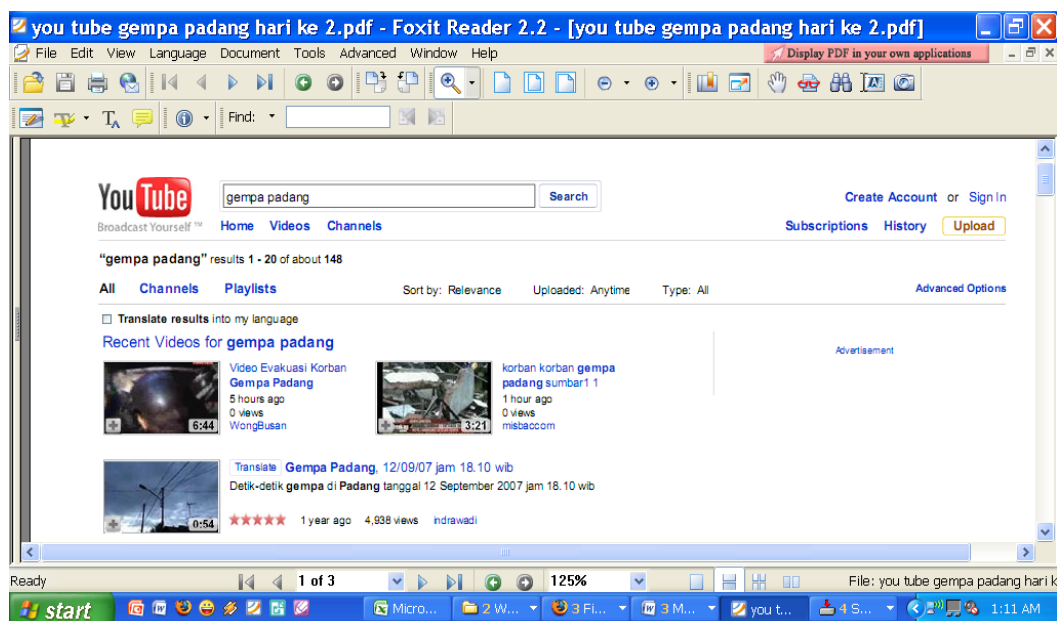 you tube gempa padang hari ke 2.pdf - Foxit Reader 2.2 - [you tube gempa padang hari ke 2.pdf]
File Edit View Language Document Tools Advanced Window Help Display PDF in your own applications
Find:
You Tube gempa padang Search Create Account or Sign In
Broadcast Yourself ™ Home Videos Channels Subscriptions History Upload
“gempa padang” results 1 - 20 of about 148
All Channels Playlists Sort by: Relevance Uploaded: Anytime Type: All Advanced Options
Translate results into my language
Recent Videos for gempa padang
Advertisement
Video Evakuasi Korban
Gempa Padang
5 hours ago
0 views
6:44 WongBusan
korban korban gempa
padang sumbar1 1
1 hour ago
0 views
3:21 misbaccom
Translate Gempa Padang, 12/09/07 jam 18.10 wib
Detik-detik gempa di Padang tanggal 12 September 2007 jam 18.10 wib
0:54 1 year ago 4,938 views indrawadi
Ready 1 of 3 125% File: you tube gempa padang hari k
start Micro... 2 W... 3 Fi... 3 M... you t... 4 S... 1:11 AM